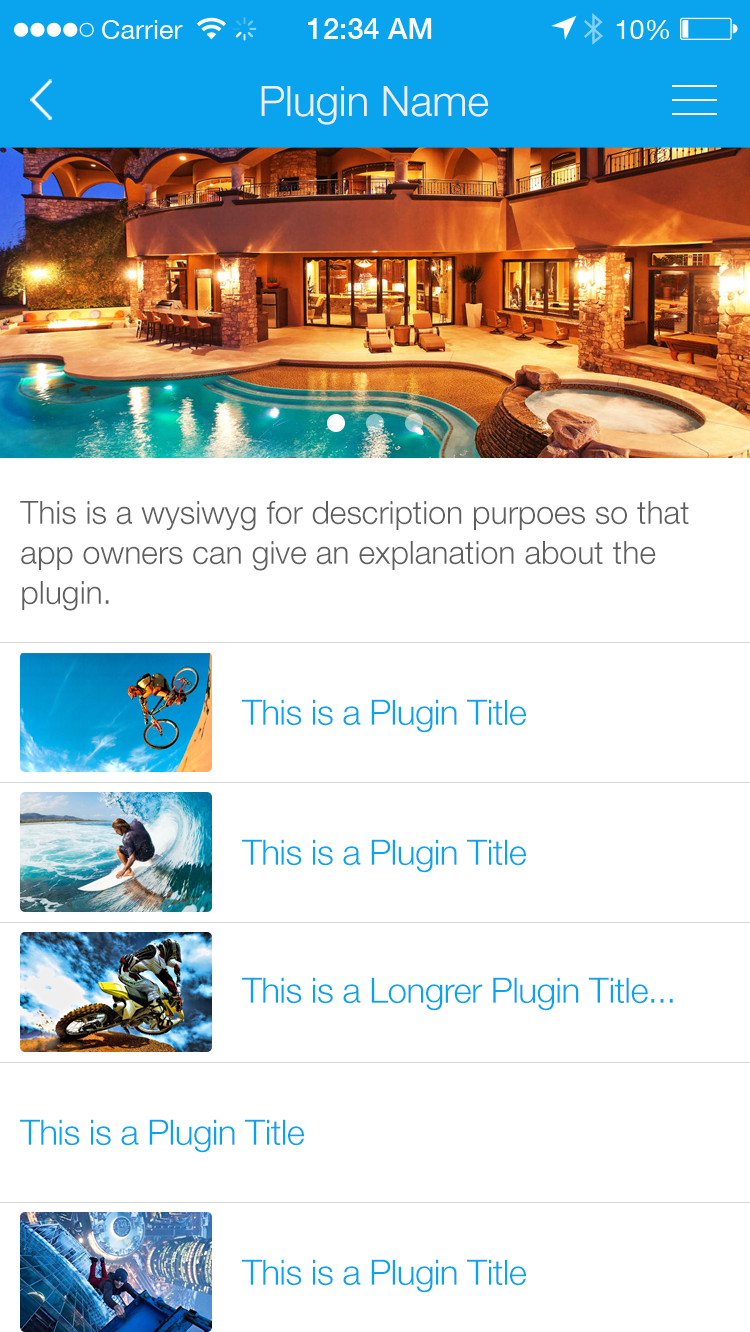 Carrier 12:34 AM 10%
Plugin Name
This is a wysiwyg for description purpoes so that
app owners can give an explanation about the
plugin.
This is a Plugin Title
This is a Plugin Title
This is a Longrer Plugin Title...
This is a Plugin Title
This is a Plugin Title